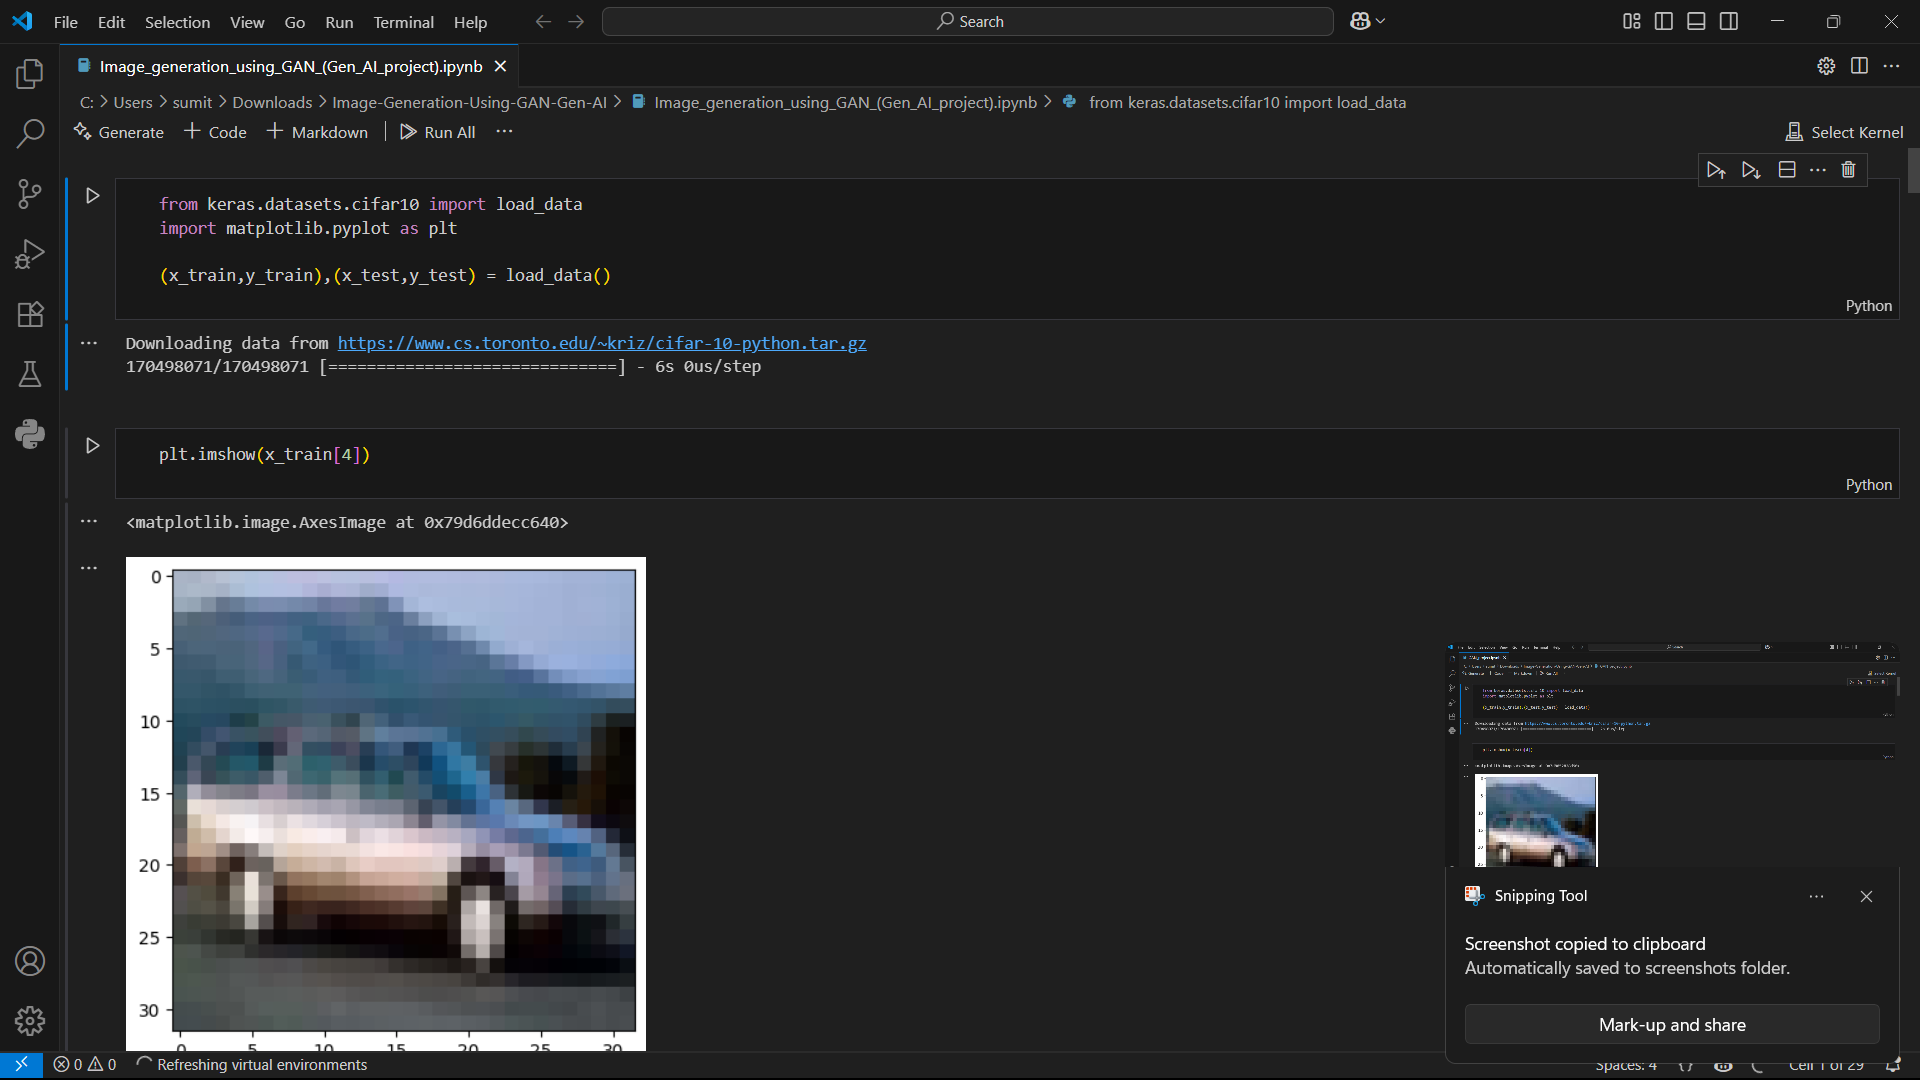 File Edit Selection View Go Run Terminal Help
Search
Image_generation_using_GAN_(Gen_AI_project).ipynb
C: > Users > sumit > Downloads > Image-Generation-Using-GAN-Gen-AI > Image_generation_using_GAN_(Gen_AI_project).ipynb > from keras.datasets.cifar10 import load_data
Generate + Code + Markdown | Run All ...
Select Kernel
from keras.datasets.cifar10 import load_data
import matplotlib.pyplot as plt
(x_train,y_train),(x_test,y_test) = load_data()
Python
Downloading data from https://www.cs.toronto.edu/~kriz/cifar-10-python.tar.gz
170498071/170498071 [==============================] - 6s 0us/step
plt.imshow(x_train[4])
Python
<matplotlib.image.AxesImage at 0x79d6ddecc640>
0
5
10
15
20
25
30
0 5 10 15 20 25 30
Snipping Tool
Screenshot copied to clipboard
Automatically saved to screenshots folder.
Mark-up and share
0 0 Refreshing virtual environments
Spaces: 4 {} Cell 1 of 29